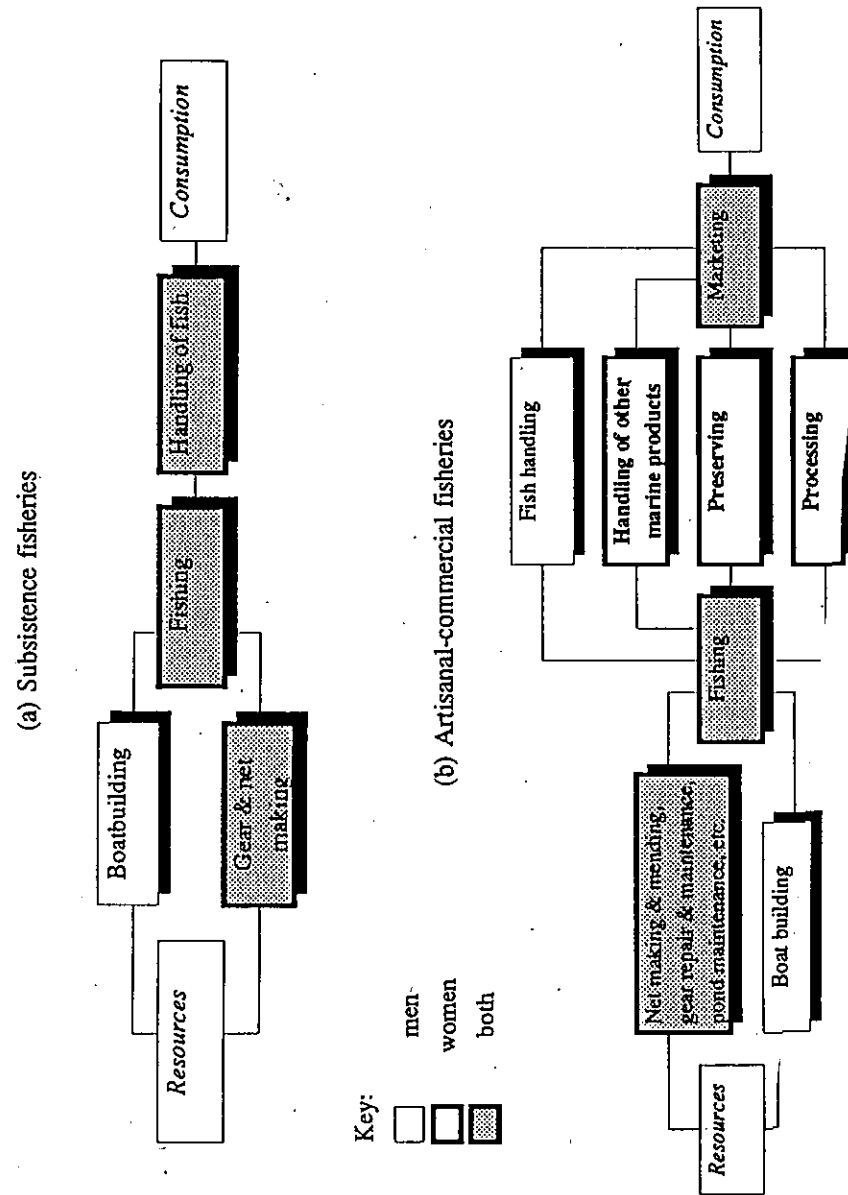 (a) Subsistence fisheries
Resources
Boatbuilding
Gear & net
making
Fishing
Handling of fish
Consumption
Key:
men
women
both
(b) Artisanal-commercial fisheries
Resources
Net making & mending,
gear repair & maintenance,
pond maintenance, etc.
Boat building
Fishing
Fish handling
Handling of other
marine products
Preserving
Processing
Marketing
Consumption